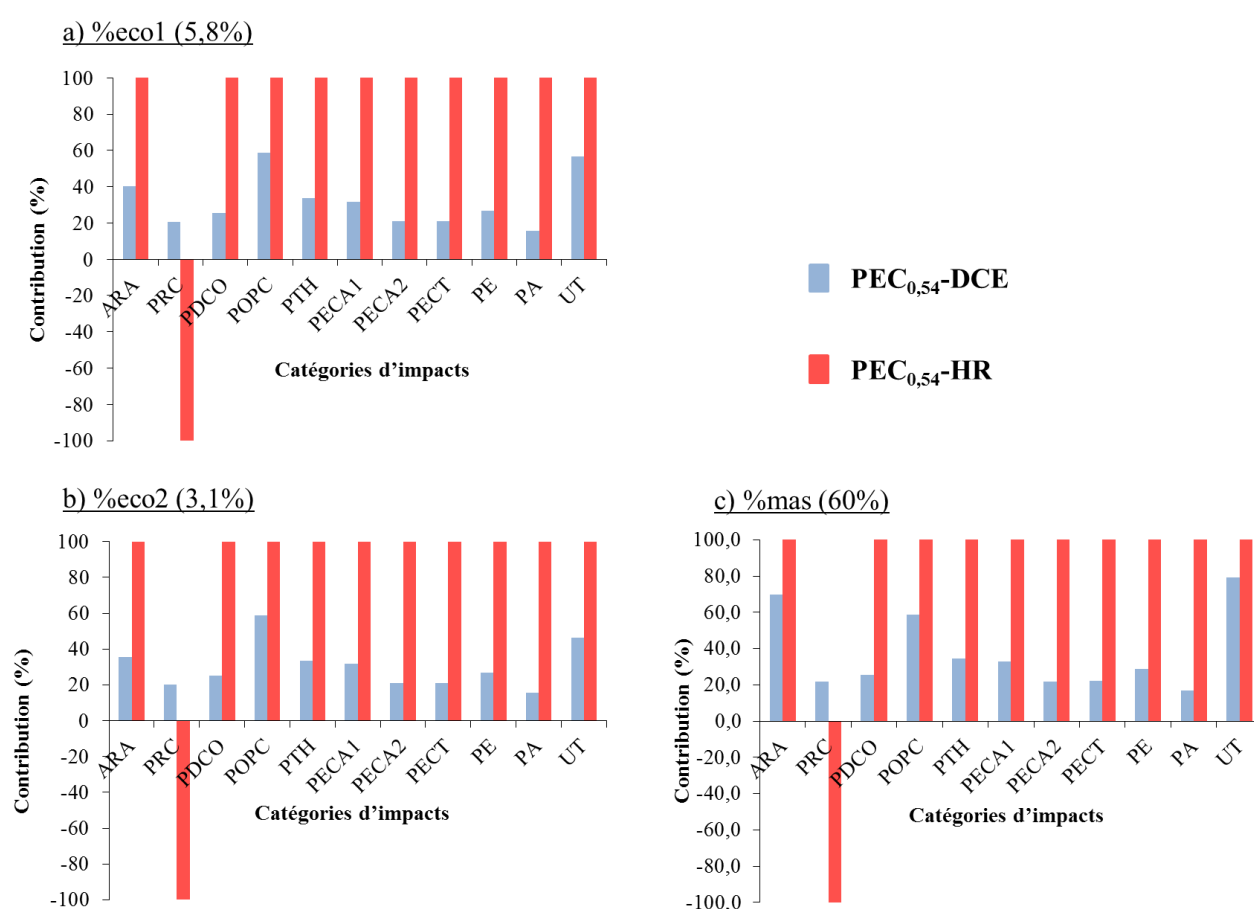 a) %eco1 (5,8%)
100
80
60
40
20
0
-20
-40
-60
-80
-100
Contribution (%)
ARA
PRC
PDCO
POPC
PTH
PECA1
PECA2
PECT
PE
PA
UT
Catégories d’impacts
PEC0,54-DCE
PEC0,54-HR
b) %eco2 (3,1%)
100
80
60
40
20
0
-20
-40
-60
-80
-100
Contribution (%)
ARA
PRC
PDCO
POPC
PTH
PECA1
PECA2
PECT
PE
PA
UT
Catégories d’impacts
c) %mas (60%)
100,0
80,0
60,0
40,0
20,0
0,0
-20,0
-40,0
-60,0
-80,0
-100,0
Contribution (%)
ARA
PRC
PDCO
POPC
PTH
PECA1
PECA2
PECT
PE
PA
UT
Catégories d’impacts